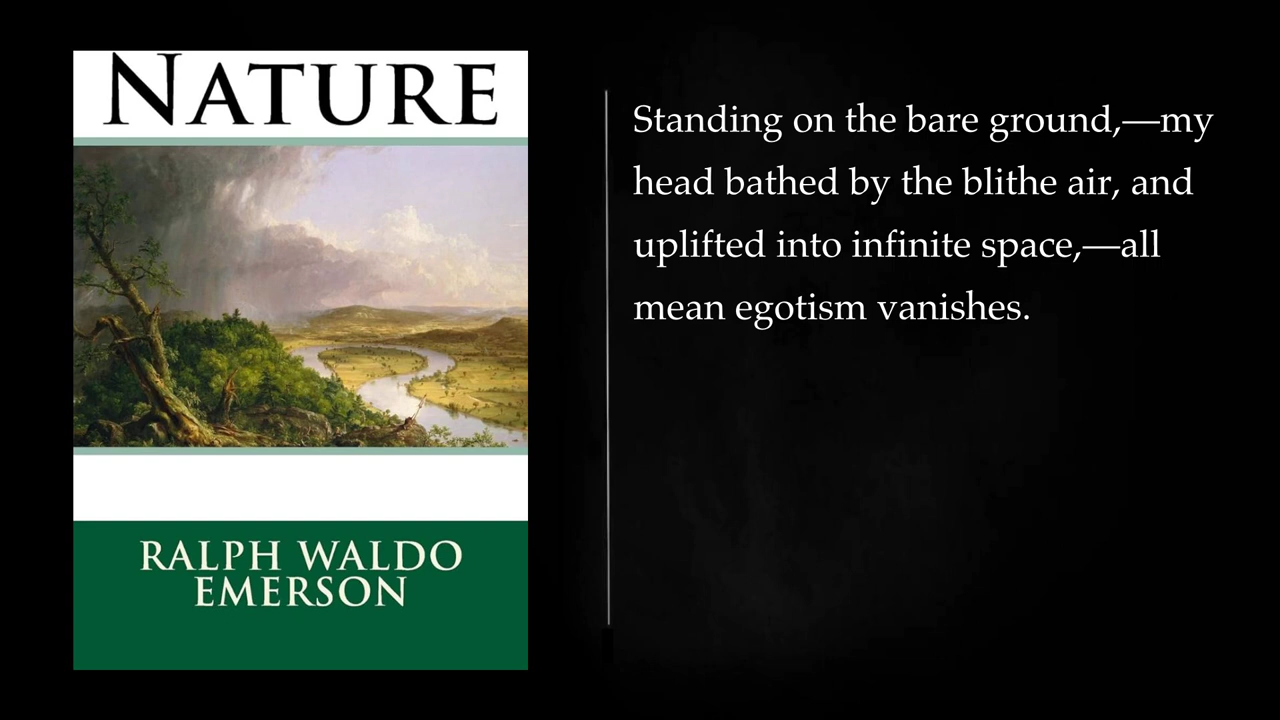 NATURE
RALPH WALDO
EMERSON
Standing on the bare ground,—my
head bathed by the blithe air, and
uplifted into infinite space,—all
mean egotism vanishes.